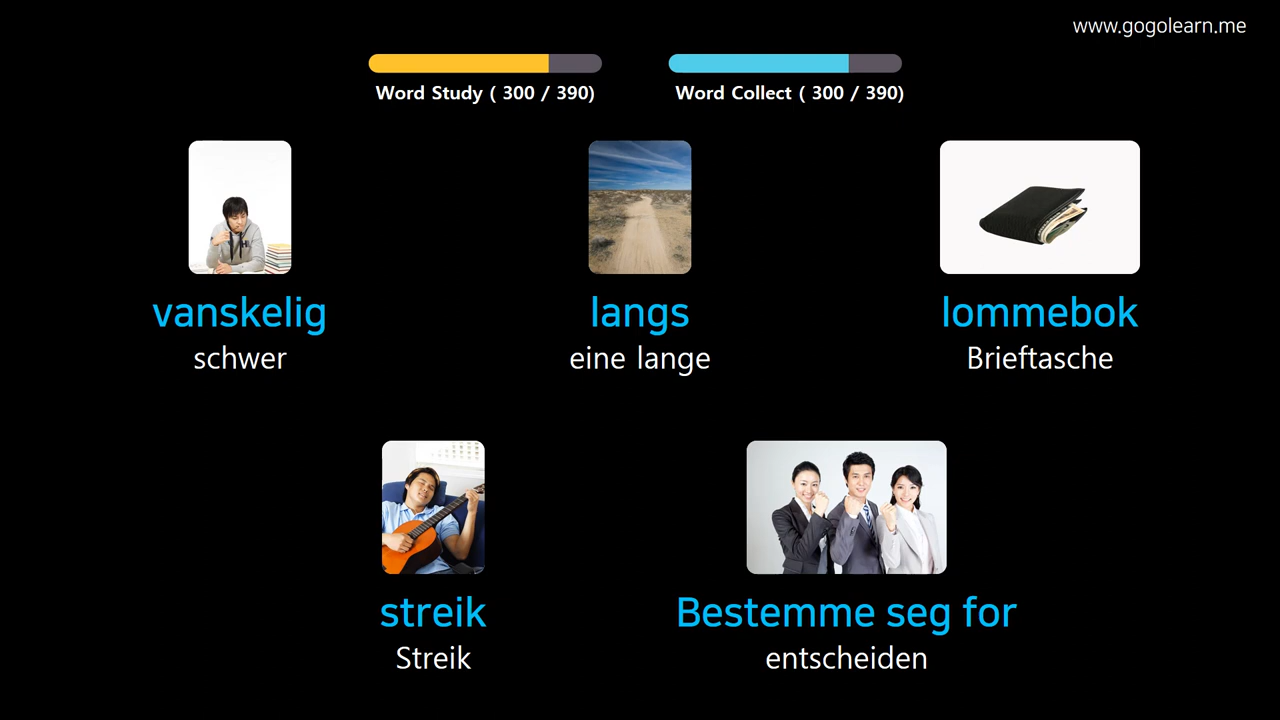 www.gogolearn.me
Word Study ( 300 / 390)
Word Collect ( 300 / 390)
vanskelig
schwer
langs
eine lange
lommebok
Brieftasche
streik
Streik
Bestemme seg for
entscheiden